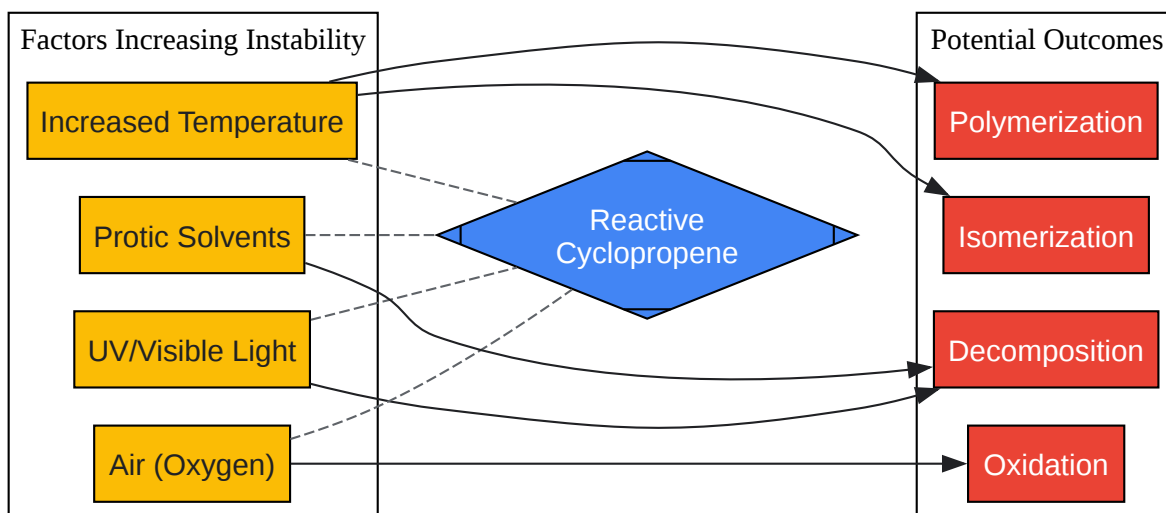 Factors Increasing Instability
Increased Temperature
Protic Solvents
UV/Visible Light
Air (Oxygen)
Reactive
Cyclopropene
Potential Outcomes
Polymerization
Isomerization
Decomposition
Oxidation